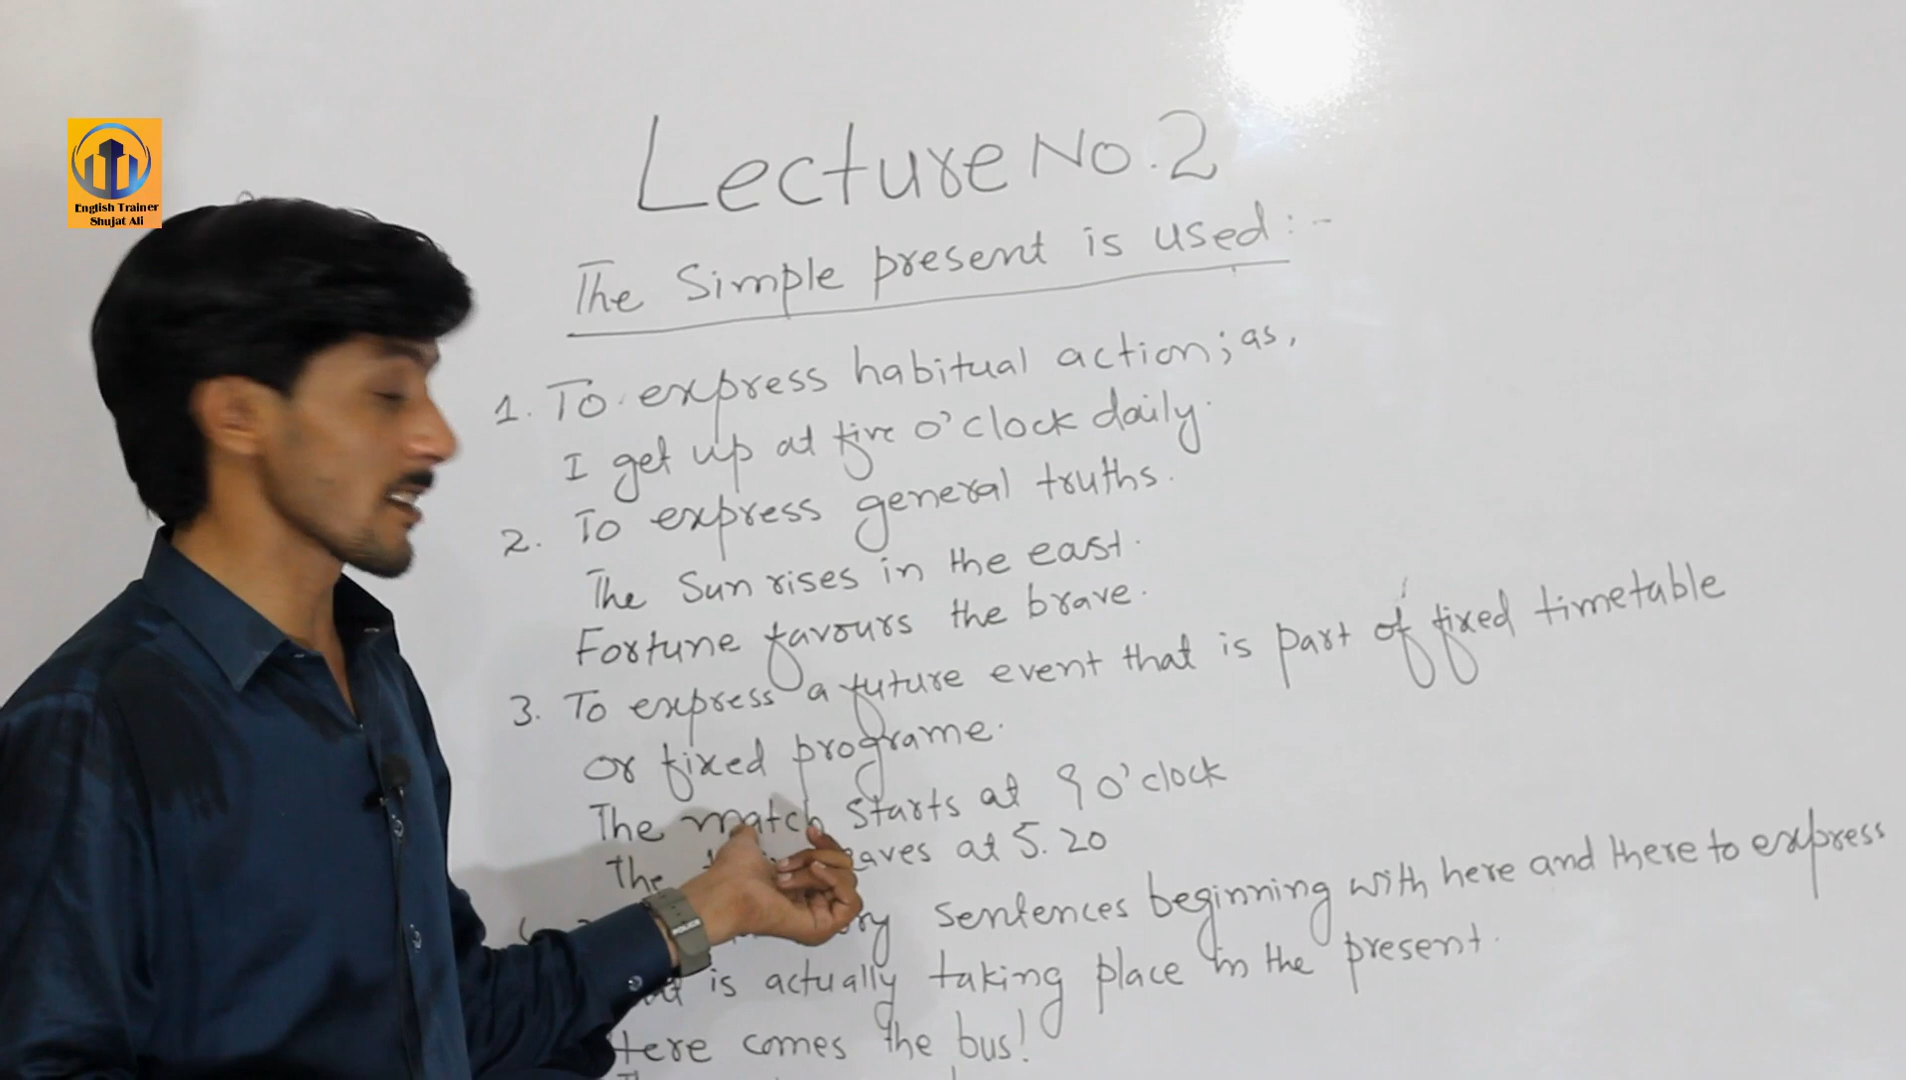 English Trainer
Shujat Ali
Lecture No. 2
The Simple present is used:-
1. To express habitual action; as,
I get up at five o'clock daily.
2. To express general truths.
The Sun rises in the east.
Fortune favours the brave.
3. To express a future event that is part of fixed timetable
or fixed programe.
The match starts at 9 o'clock
The at 5.20
sentences beginning with here and there to express
is actually taking place in the present.
Here comes the bus!